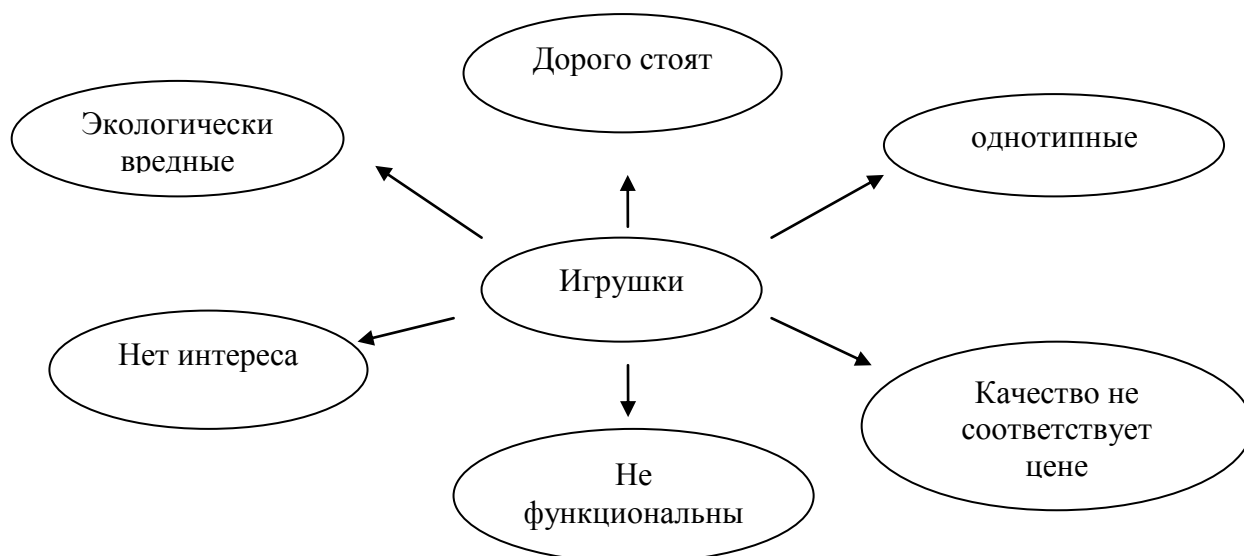 Дорого стоят
Экологически
вредные
однотипные
Игрушки
Нет интереса
Качество не
соответствует
цене
Не
функциональны